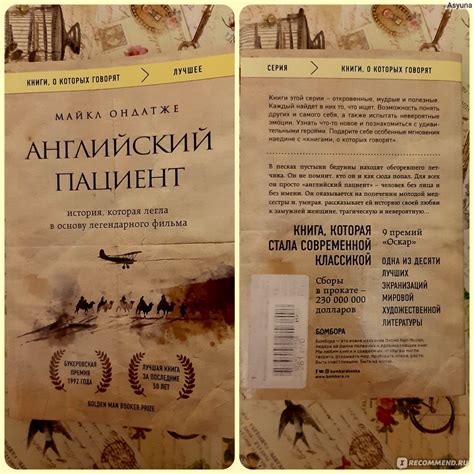 Asyuna
КНИГИ, О КОТОРЫХ ГОВОРЯТ
ЛУЧШЕЕ
МАЙКЛ ОНДАТЖЕ
АНГЛИЙСКИЙ
ПАЦИЕНТ
история, которая легла
в основу легендарного фильма
БУКЕРОВСКАЯ
ПРЕМИЯ
1992 ГОДА
ЛУЧШАЯ КНИГА
ЗА ПОСЛЕДНИЕ
50 ЛЕТ
GOLDEN MAN BOOKER PRIZE
СЕРИЯ
КНИГИ, О КОТОРЫХ ГОВОРЯТ
Книги этой серии – откровенные, мудрые и полезные.
Каждый найдет в них то, что ищет. Возможность понять
других и самого себя, а также испытать невероятные
эмоции. Узнать что-то новое и познакомиться с удиви-
тельными героями. Подарите себе особенные мгновения
наедине с «книгами, о которых говорят».
В песках пустыни бедуины находят обгоревшего лет-
чика. Он не помнит, кто он и как сюда попал. Для всех
он просто «английский пациент» – человек без лица и
без имени. Он оказывается на попечении молодой мед-
сестры и, умирая, рассказывает ей историю своей любви
к замужней женщине, трагическую и невероятную...
КНИГА, КОТОРАЯ
СТАЛА СОВРЕМЕННОЙ
КЛАССИКОЙ
Сборы
в прокате –
230 000 000
долларов
9 премий
«Оскар»
ОДНА ИЗ ДЕСЯТИ
ЛУЧШИХ
ЭКРАНИЗАЦИЙ
МИРОВОЙ
ХУДОЖЕСТВЕННОЙ
ЛИТЕРАТУРЫ
БОМБОРА
bomborabooks
www.bombora.ru
I RECOMMEND.RU